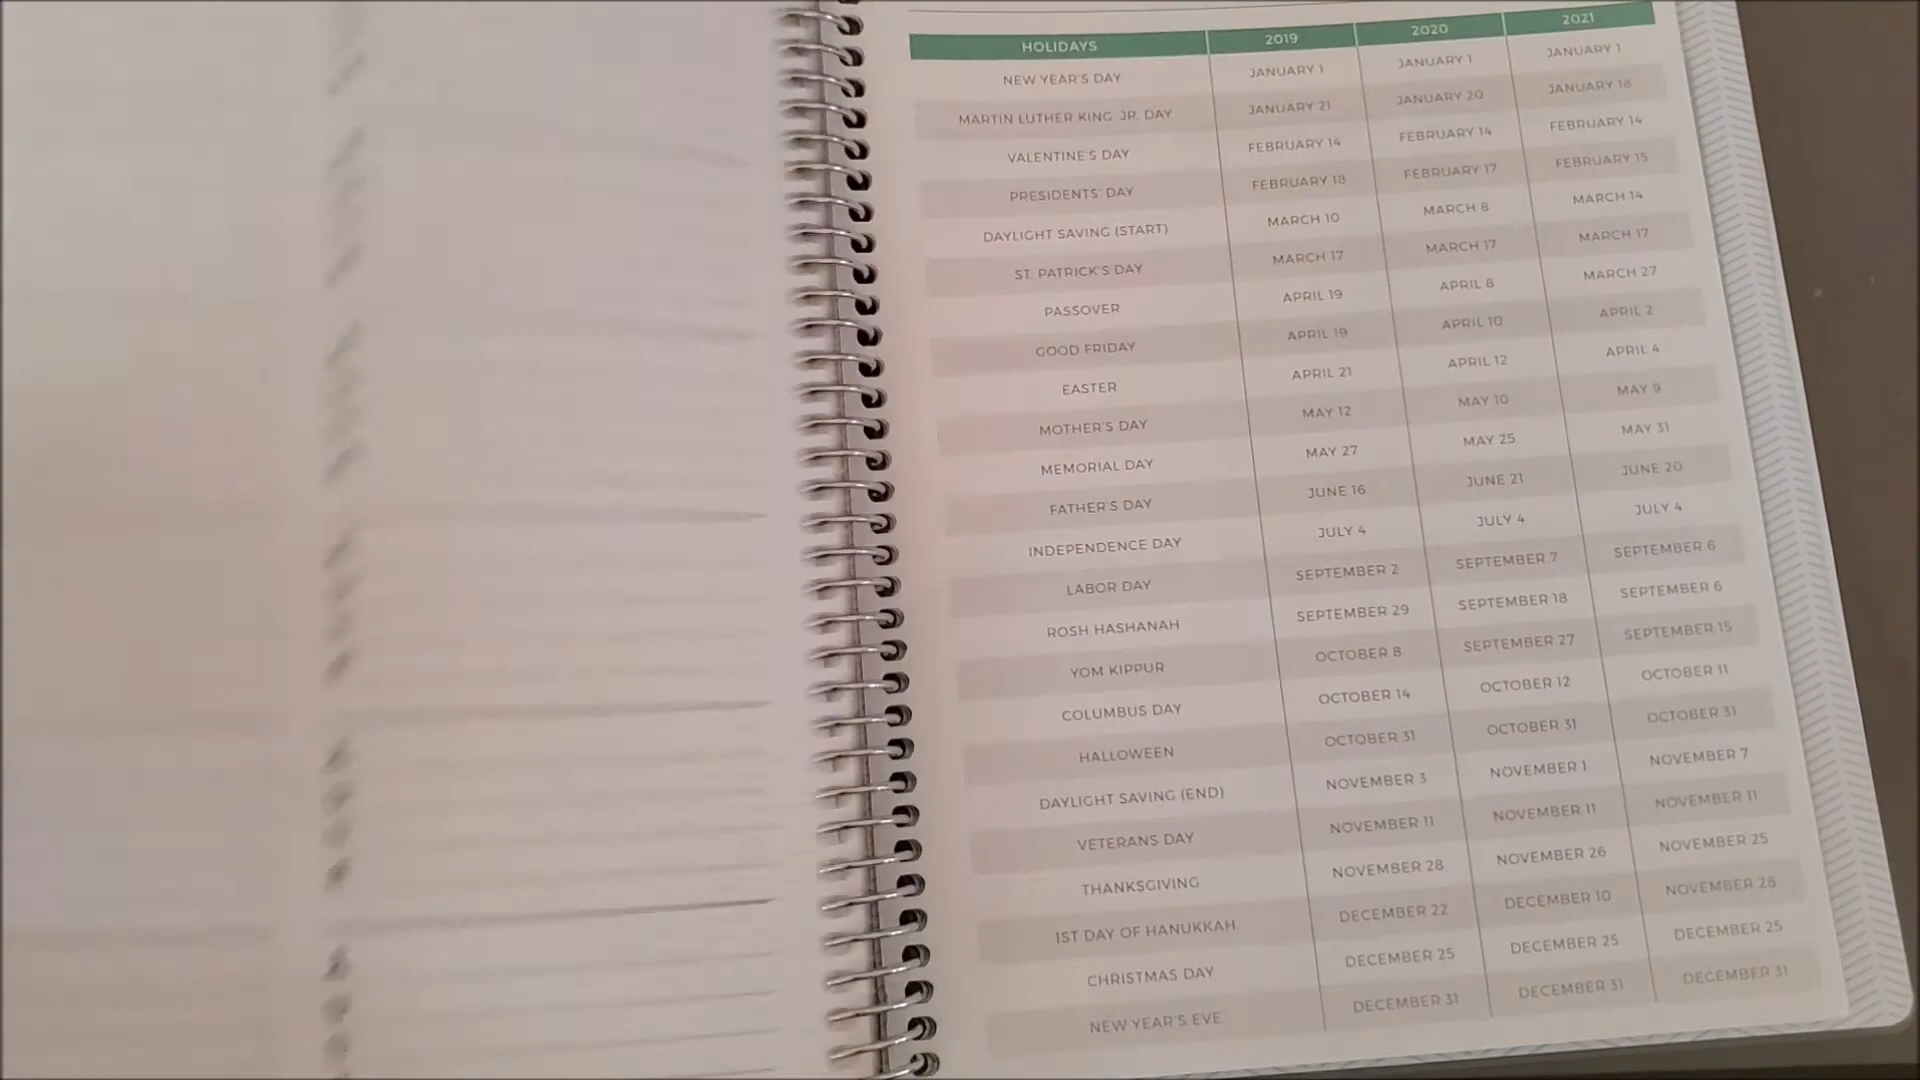 HOLIDAYS 2019 2020 2021
NEW YEAR'S DAY JANUARY 1 JANUARY 1 JANUARY 1
MARTIN LUTHER KING JR. DAY JANUARY 21 JANUARY 20 JANUARY 18
VALENTINE'S DAY FEBRUARY 14 FEBRUARY 14 FEBRUARY 14
PRESIDENTS' DAY FEBRUARY 18 FEBRUARY 17 FEBRUARY 15
DAYLIGHT SAVING (START) MARCH 10 MARCH 8 MARCH 14
ST. PATRICK'S DAY MARCH 17 MARCH 17 MARCH 17
PASSOVER APRIL 19 APRIL 8 MARCH 27
GOOD FRIDAY APRIL 19 APRIL 10 APRIL 2
EASTER APRIL 21 APRIL 12 APRIL 4
MOTHER'S DAY MAY 12 MAY 10 MAY 9
MEMORIAL DAY MAY 27 MAY 25 MAY 31
FATHER'S DAY JUNE 16 JUNE 21 JUNE 20
INDEPENDENCE DAY JULY 4 JULY 4 JULY 4
LABOR DAY SEPTEMBER 2 SEPTEMBER 7 SEPTEMBER 6
ROSH HASHANAH SEPTEMBER 29 SEPTEMBER 18 SEPTEMBER 6
YOM KIPPUR OCTOBER 8 SEPTEMBER 27 SEPTEMBER 15
COLUMBUS DAY OCTOBER 14 OCTOBER 12 OCTOBER 11
HALLOWEEN OCTOBER 31 OCTOBER 31 OCTOBER 31
DAYLIGHT SAVING (END) NOVEMBER 3 NOVEMBER 1 NOVEMBER 7
VETERANS DAY NOVEMBER 11 NOVEMBER 11 NOVEMBER 11
THANKSGIVING NOVEMBER 28 NOVEMBER 26 NOVEMBER 25
1ST DAY OF HANUKKAH DECEMBER 22 DECEMBER 10 NOVEMBER 28
CHRISTMAS DAY DECEMBER 25 DECEMBER 25 DECEMBER 25
NEW YEAR'S EVE DECEMBER 31 DECEMBER 31 DECEMBER 31